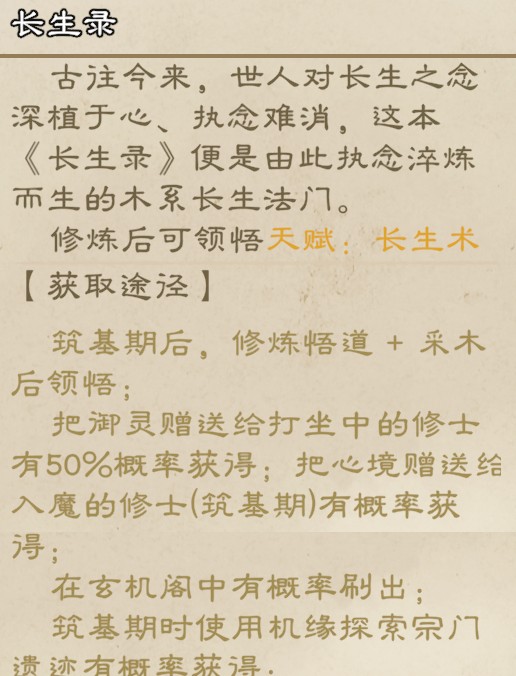 长生录
古往今来，世人对长生之念
深植于心、执念难消，这本
《长生录》便是由此执念淬炼
而生的木系长生法门。
修炼后可领悟天赋：长生术
【获取途径】
筑基期后，修炼悟道 + 采木
后领悟；
把御灵赠送给打坐中的修士
有50%概率获得；把心境赠送给
入魔的修士(筑基期)有概率获
得；
在玄机阁中有概率刷出；
筑基期时使用机缘探索宗门
遗迹有概率获得；